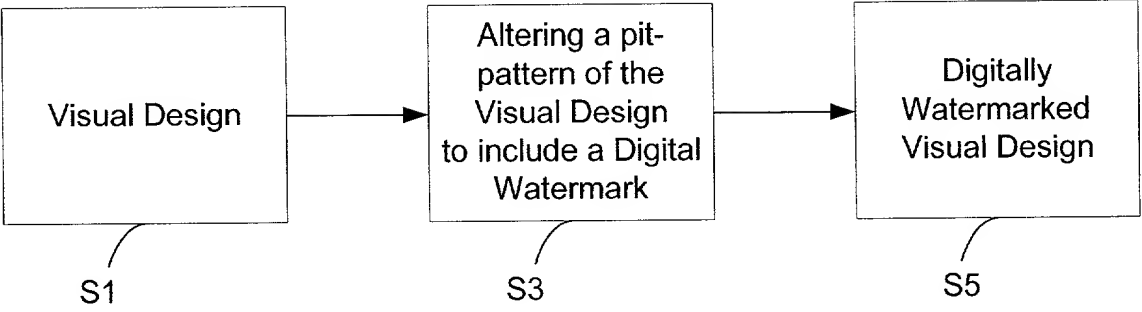 Visual Design
Altering a pit-
pattern of the
Visual Design
to include a Digital
Watermark
Digitally
Watermarked
Visual Design
S1
S3
S5